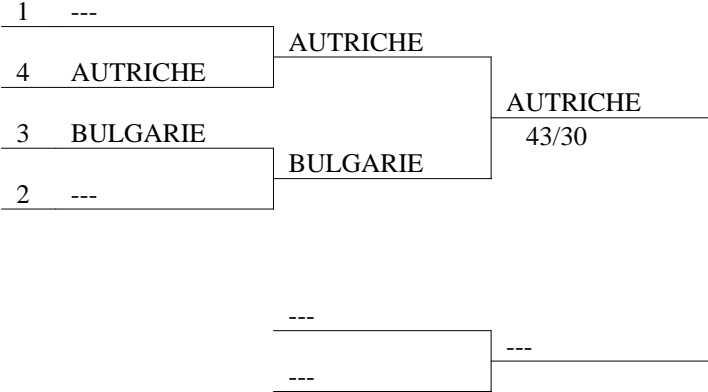 1 ---
AUTRICHE
4 AUTRICHE
AUTRICHE
3 BULGARIE
43/30
BULGARIE
2 ---
---
---
---